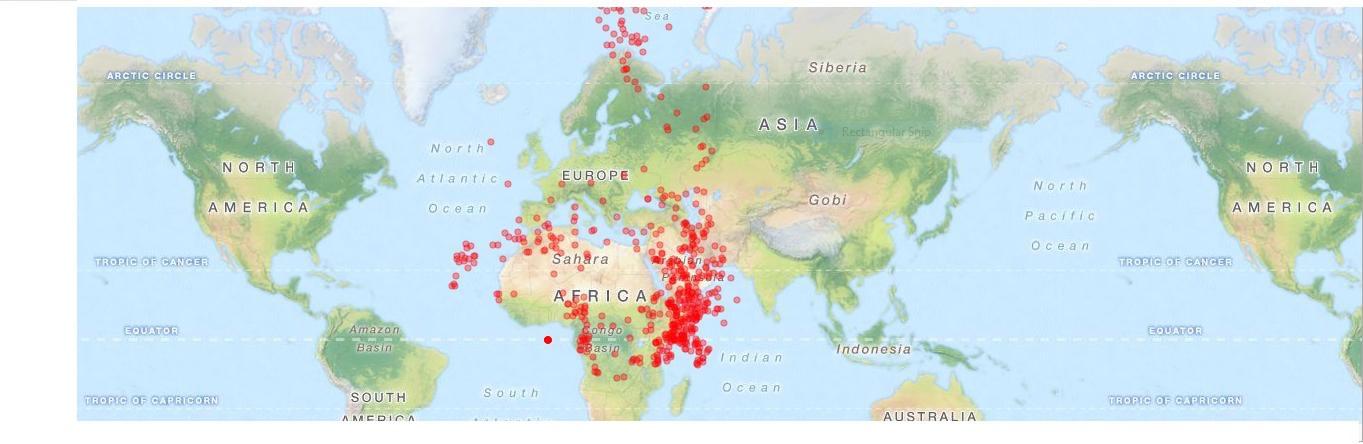 Sea
ARCTIC CIRCLE
Siberia
ARCTIC CIRCLE
ASIA
Rectangular Snip
North
Atlantic
Ocean
NORTH
AMERICA
EUROPE
Gobi
North
Pacific
Ocean
NORTH
AMERICA
TROPIC OF CANCER
Sahara
Arabian
Peninsula
TROPIC OF CANCER
AFRICA
EQUATOR
Amazon
Basin
Congo
Basin
Indian
Ocean
Indonesia
EQUATOR
TROPIC OF CAPRICORN
SOUTH
AMERICA
South
Atlantic
AUSTRALIA
TROPIC OF CAPRICORN